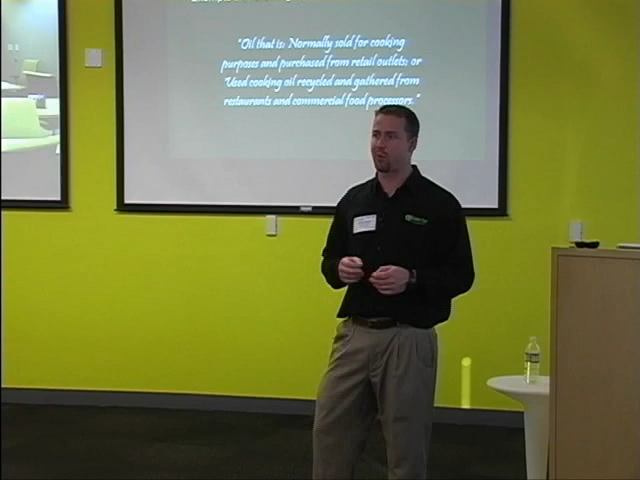 "Oil that is: Normally sold for cooking
purposes and purchased from retail outlets; or
Used cooking oil recycled and gathered from
restaurants and commercial food processors."